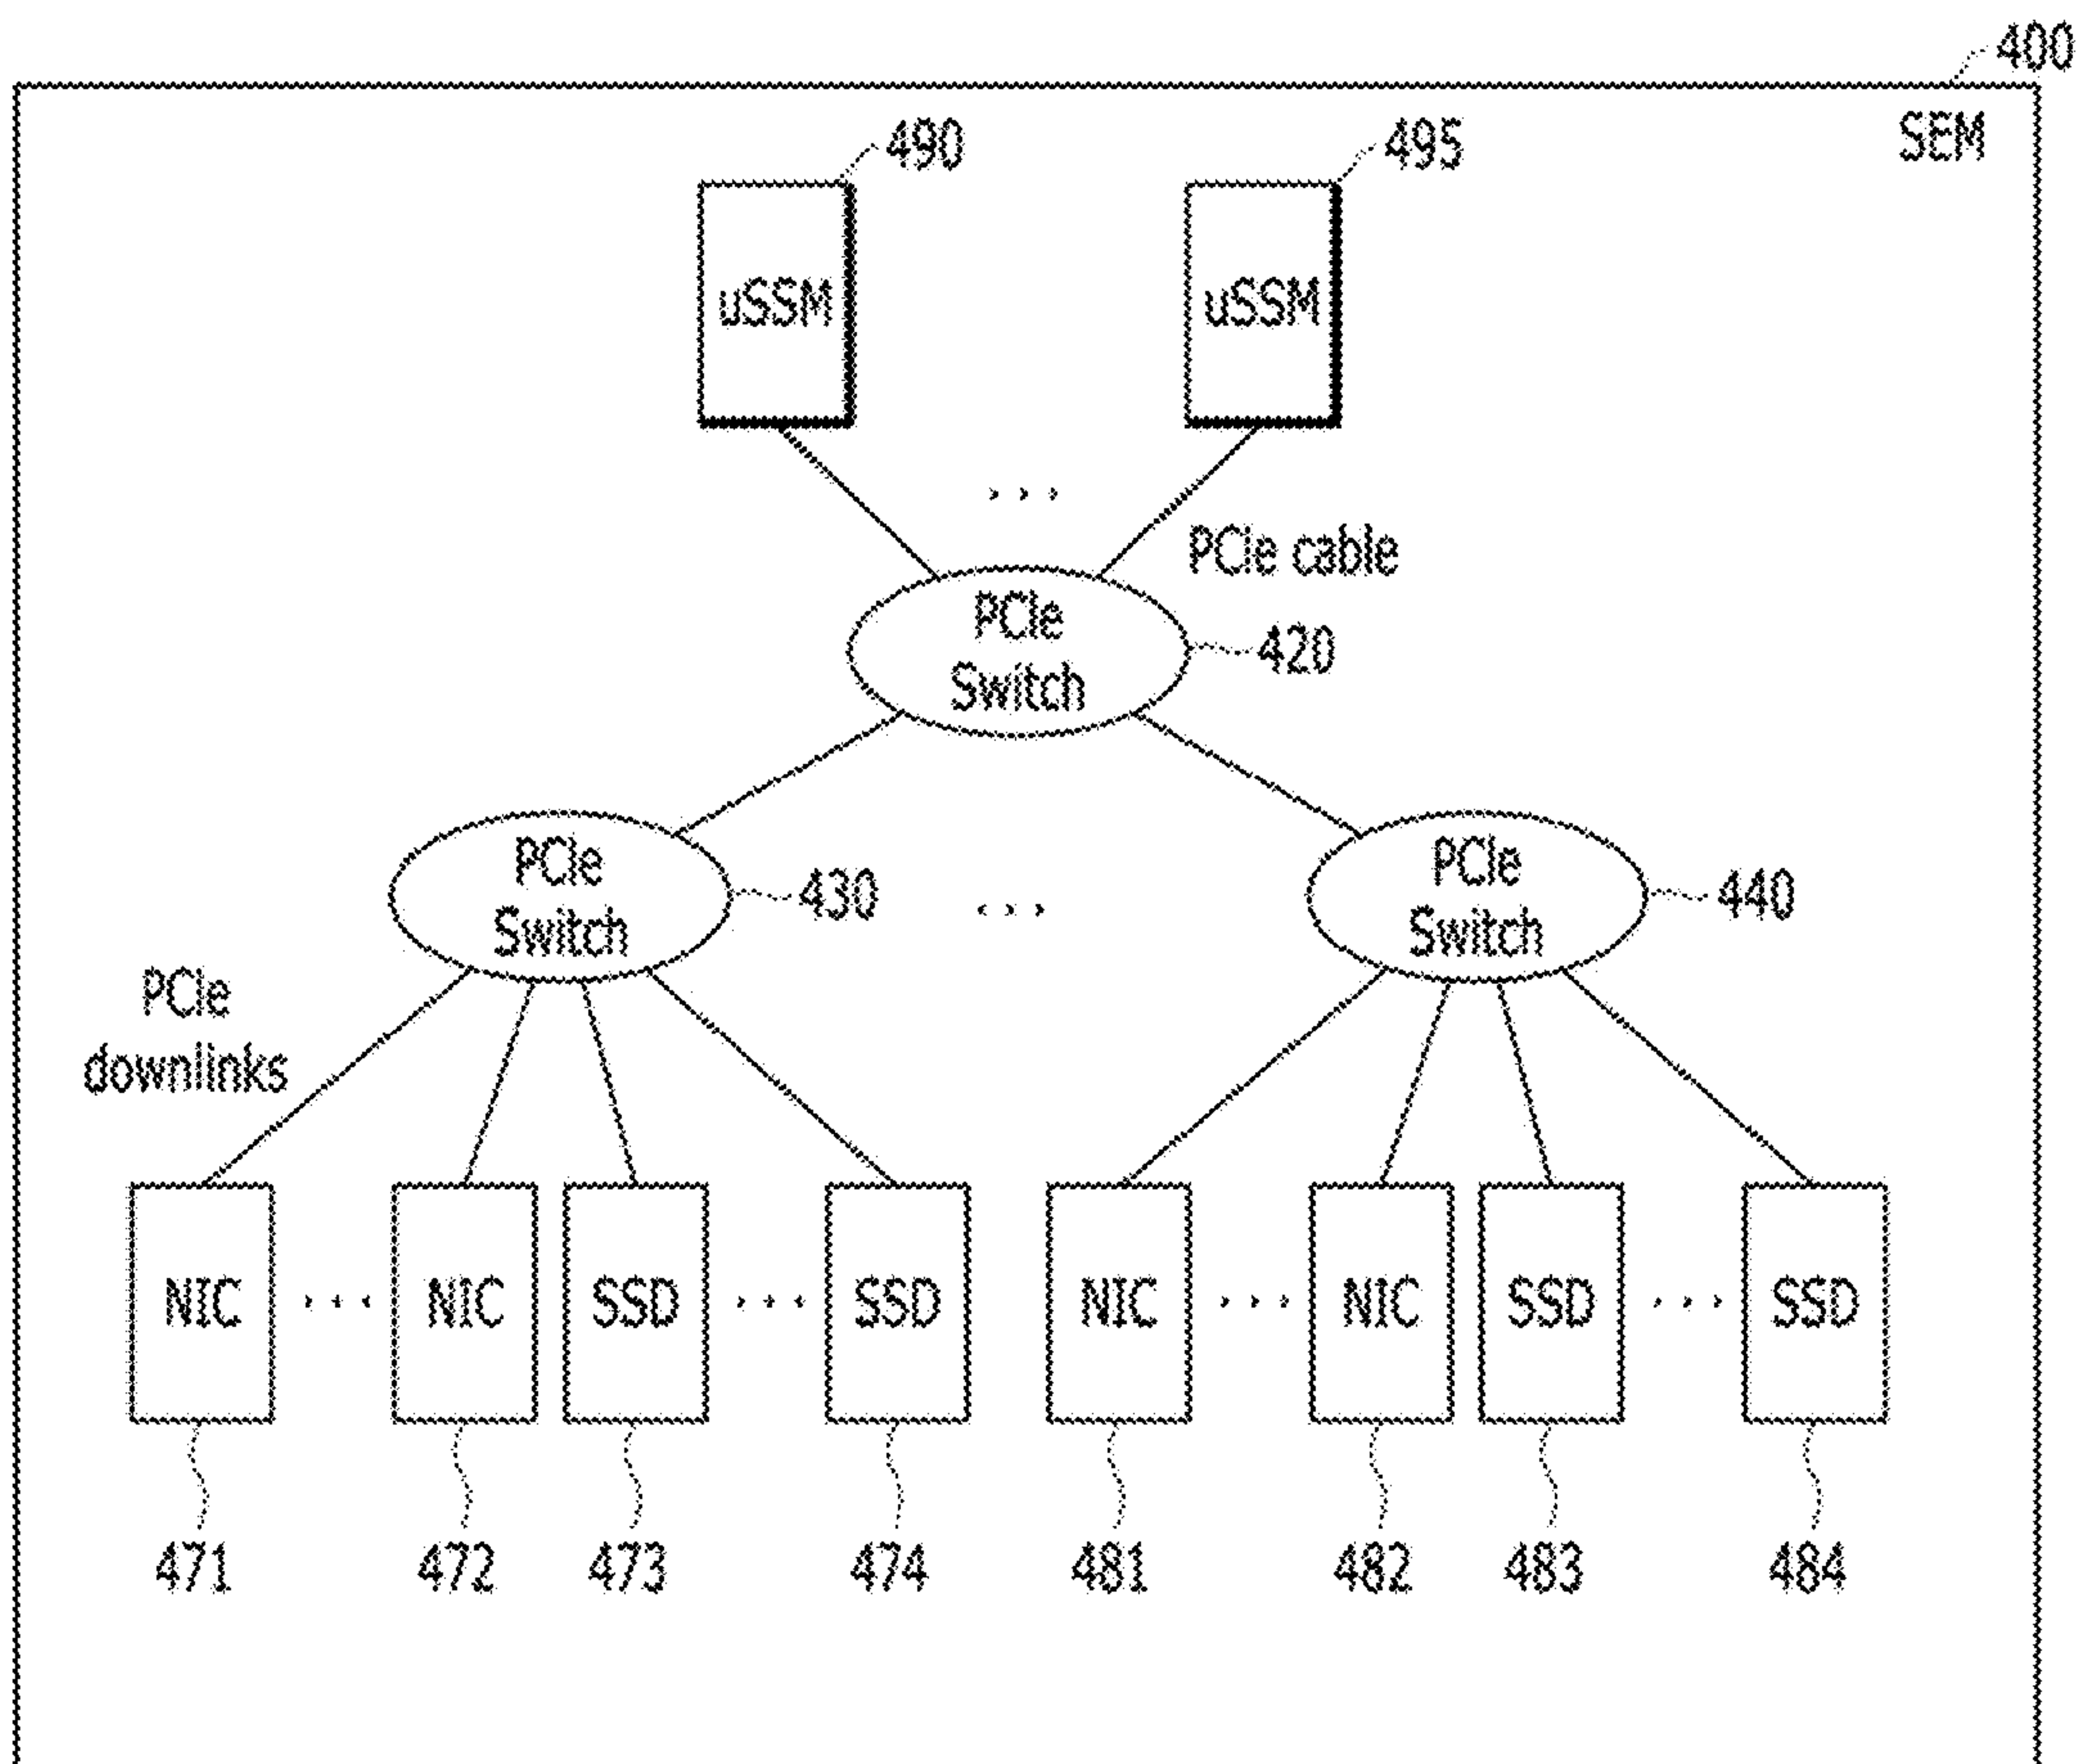 400
SEM
490
495
uSSM
uSSM
...
PCIe cable
PCIe
Switch
420
PCIe
Switch
430
...
PCIe
Switch
440
PCIe
downlinks
NIC ... NIC SSD ... SSD NIC ... NIC SSD ... SSD
471 472 473 474 481 482 483 484